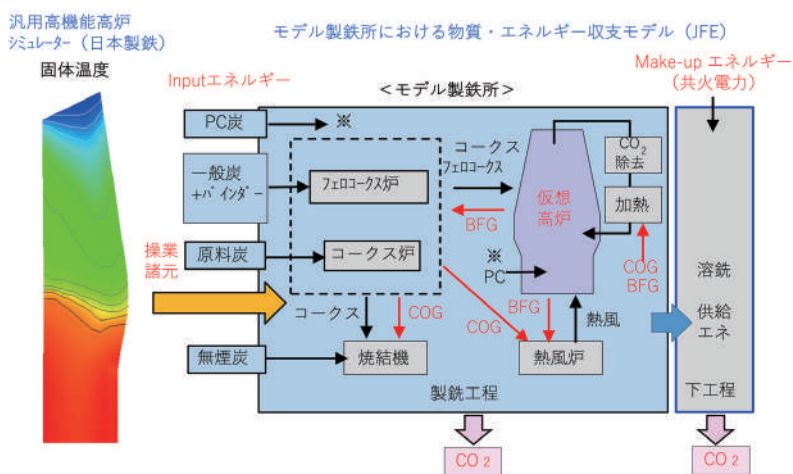 汎用高機能高炉
シミュレーター（日本製鉄）
固体温度
モデル製鉄所における物質・エネルギー収支モデル（JFE）
Inputエネルギー
Make-up エネルギー
（共火電力）
＜モデル製鉄所＞
PC炭
※
一般炭
+バインダー
フェロコークス炉
コークス
フェロコークス
BFG
仮想
高炉
CO2
除去
加熱
COG
BFG
操業
諸元
原料炭
コークス炉
※
PC
コークス
COG
COG
BFG
熱風
無煙炭
焼結機
熱風炉
製銑工程
溶銑
供給
エネ
下工程
CO2
CO2